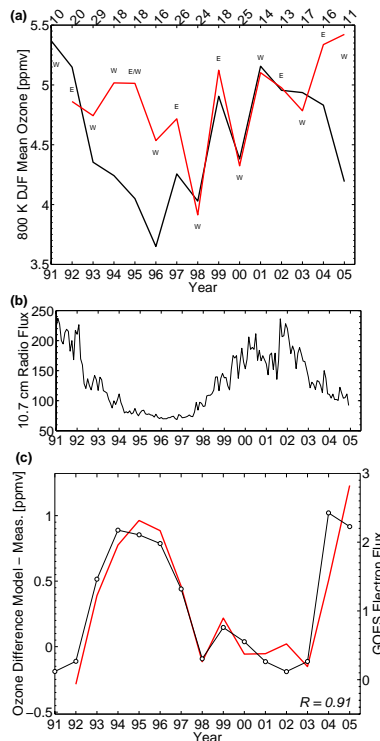 (a)
10 20 29 18 18 16 26 24 18 25 14 13 17 16 11
5.5
5
4.5
4
3.5
800 K DJF Mean Ozone [ppmv]
W E W W E/W W E W E W W E W E W
91 92 93 94 95 96 97 98 99 00 01 02 03 04 05
Year
(b)
250
200
150
100
50
10.7 cm Radio Flux
91 92 93 94 95 96 97 98 99 00 01 02 03 04 05
Year
(c)
1
0.5
0
−0.5
Ozone Difference Model − Meas. [ppmv]
3
2
1
0
GOES Electron Flux
R = 0.91
91 92 93 94 95 96 97 98 99 00 01 02 03 04 05
Year